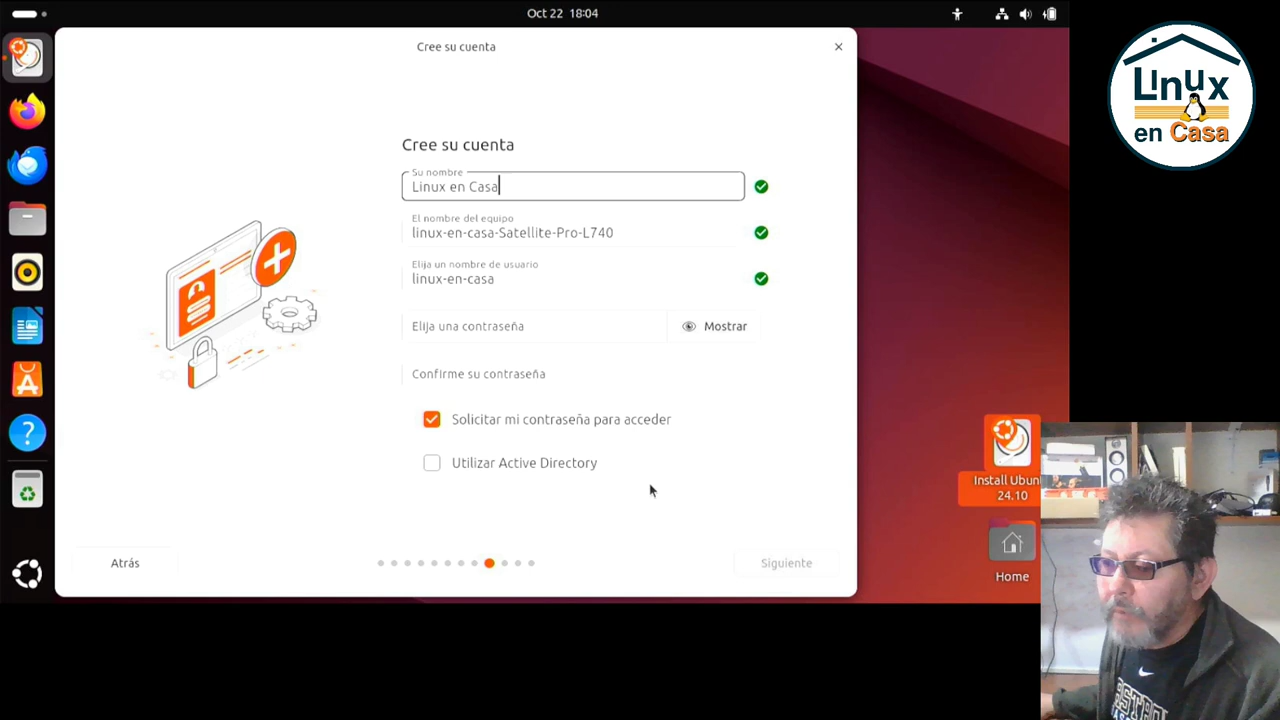 Oct 22 18:04
Cree su cuenta
Cree su cuenta
Su nombre
Linux en Casa
El nombre del equipo
linux-en-casa-Satellite-Pro-L740
Elija un nombre de usuario
linux-en-casa
Elija una contraseña
Mostrar
Confirme su contraseña
Solicitar mi contraseña para acceder
Utilizar Active Directory
Atrás
Siguiente
Install Ubun
24.10
Home
Linux
en Casa